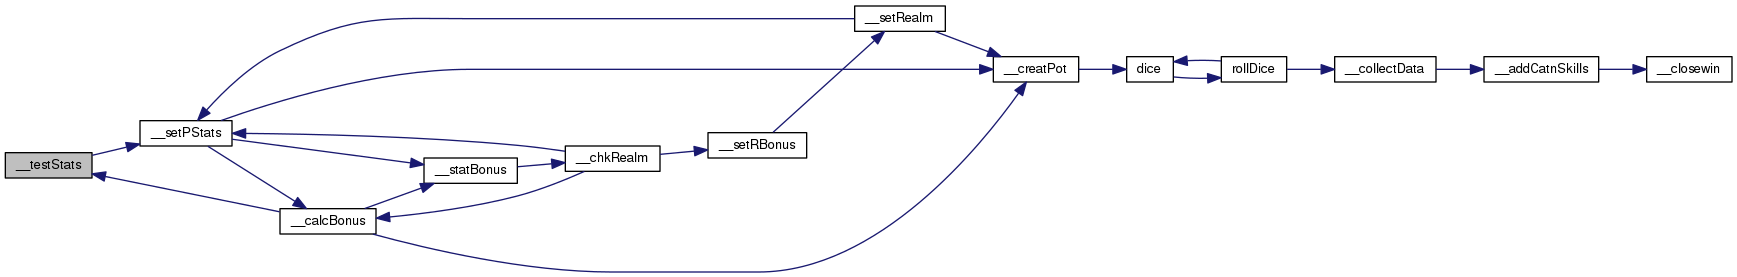 __setRealm
__creatPot
dice
rollDice
__collectData
__addCatnSkills
__closewin
__setPStats
__setRBonus
__chkRealm
__testStats
__statBonus
__calcBonus